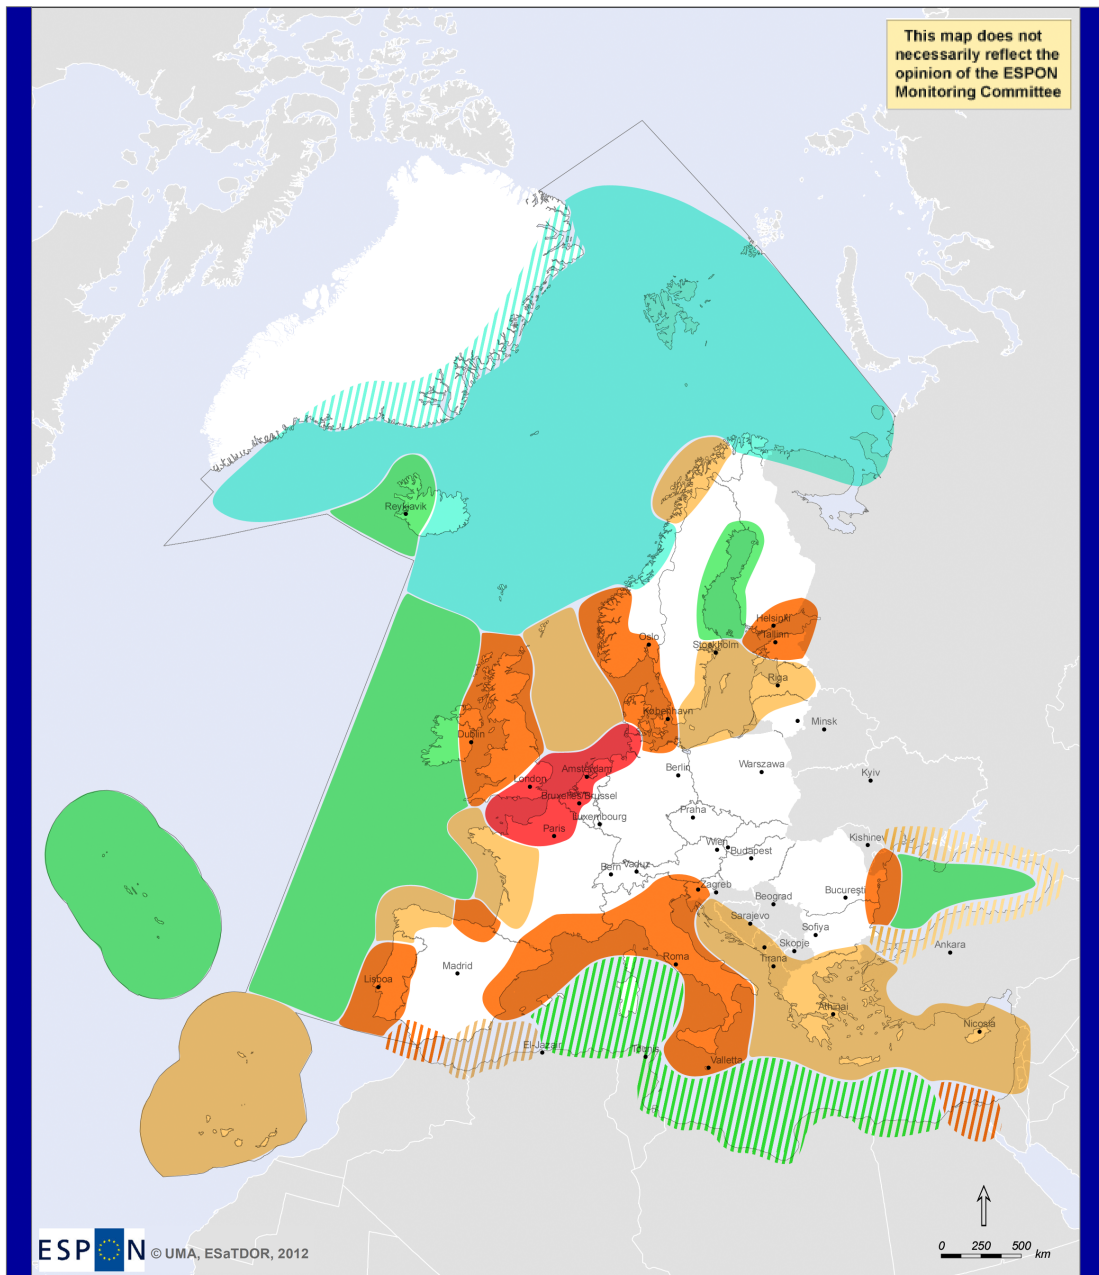 This map does not
necessarily reflect the
opinion of the ESPON
Monitoring Committee
Reykjavik
Helsinki
Tallinn
Oslo
Stockholm
Riga
København
Minsk
Dublin
Amsterdam
Berlin
Warszawa
Kyiv
London
Bruxelles/Brussel
Luxembourg
Praha
Paris
Kishinev
Wien
Budapest
Bern
Vaduz
Zagreb
Beograd
București
Sarajevo
Sofiya
Skopje
Ankara
Roma
Tirana
Madrid
Lisboa
Athinai
Nicosia
El-Jazair
Tounis
Valletta
ESPON © UMA, ESaTDOR, 2012
0 250 500
km